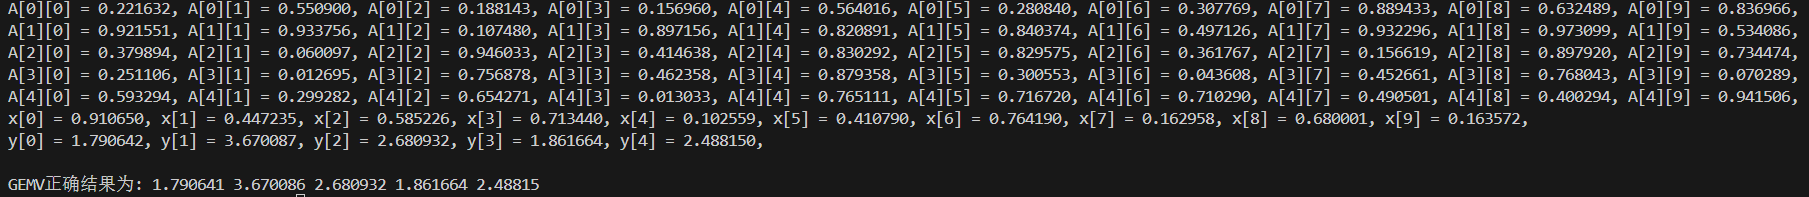 A[0][0] = 0.221632, A[0][1] = 0.550900, A[0][2] = 0.188143, A[0][3] = 0.156960, A[0][4] = 0.564016, A[0][5] = 0.280840, A[0][6] = 0.307769, A[0][7] = 0.889433, A[0][8] = 0.632489, A[0][9] = 0.836966,
A[1][0] = 0.921551, A[1][1] = 0.933756, A[1][2] = 0.107480, A[1][3] = 0.897156, A[1][4] = 0.820891, A[1][5] = 0.840374, A[1][6] = 0.497126, A[1][7] = 0.932296, A[1][8] = 0.973099, A[1][9] = 0.534086,
A[2][0] = 0.379894, A[2][1] = 0.060097, A[2][2] = 0.946033, A[2][3] = 0.414638, A[2][4] = 0.830292, A[2][5] = 0.829575, A[2][6] = 0.361767, A[2][7] = 0.156619, A[2][8] = 0.897920, A[2][9] = 0.734474,
A[3][0] = 0.251106, A[3][1] = 0.012695, A[3][2] = 0.756878, A[3][3] = 0.462358, A[3][4] = 0.879358, A[3][5] = 0.300553, A[3][6] = 0.043608, A[3][7] = 0.452661, A[3][8] = 0.768043, A[3][9] = 0.070289,
A[4][0] = 0.593294, A[4][1] = 0.299282, A[4][2] = 0.654271, A[4][3] = 0.013033, A[4][4] = 0.765111, A[4][5] = 0.716720, A[4][6] = 0.710290, A[4][7] = 0.490501, A[4][8] = 0.400294, A[4][9] = 0.941506,
x[0] = 0.910650, x[1] = 0.447235, x[2] = 0.585226, x[3] = 0.713440, x[4] = 0.102559, x[5] = 0.410790, x[6] = 0.764190, x[7] = 0.162958, x[8] = 0.680001, x[9] = 0.163572,
y[0] = 1.790642, y[1] = 3.670087, y[2] = 2.680932, y[3] = 1.861664, y[4] = 2.488150,
GEMV正确结果为: 1.790641 3.670086 2.680932 1.861664 2.48815